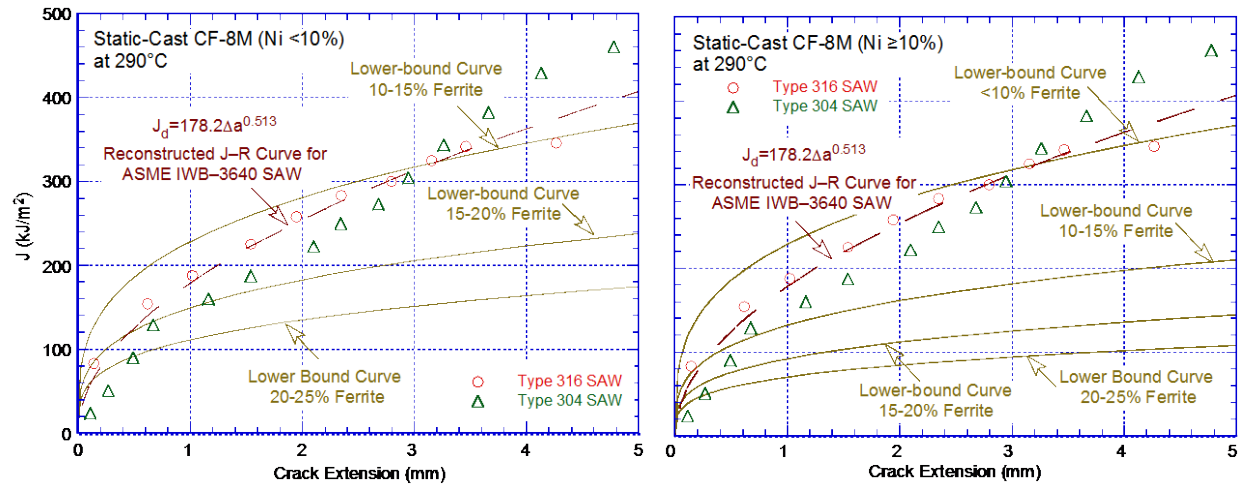 500
400
300
200
100
0
J (kJ/m²)
Static-Cast CF-8M (Ni <10%)
at 290°C
Lower-bound Curve
10-15% Ferrite
J_d=178.2Δa^0.513
Reconstructed J–R Curve for
ASME IWB–3640 SAW
Lower-bound Curve
15-20% Ferrite
Lower Bound Curve
20-25% Ferrite
Type 316 SAW
Type 304 SAW
0 1 2 3 4 5
Crack Extension (mm)
Static-Cast CF-8M (Ni ≥10%)
at 290°C
Type 316 SAW
Type 304 SAW
Lower-bound Curve
<10% Ferrite
J_d=178.2Δa^0.513
Reconstructed J–R Curve for
ASME IWB–3640 SAW
Lower-bound Curve
10-15% Ferrite
Lower-bound Curve
15-20% Ferrite
Lower Bound Curve
20-25% Ferrite
0 1 2 3 4 5
Crack Extension (mm)